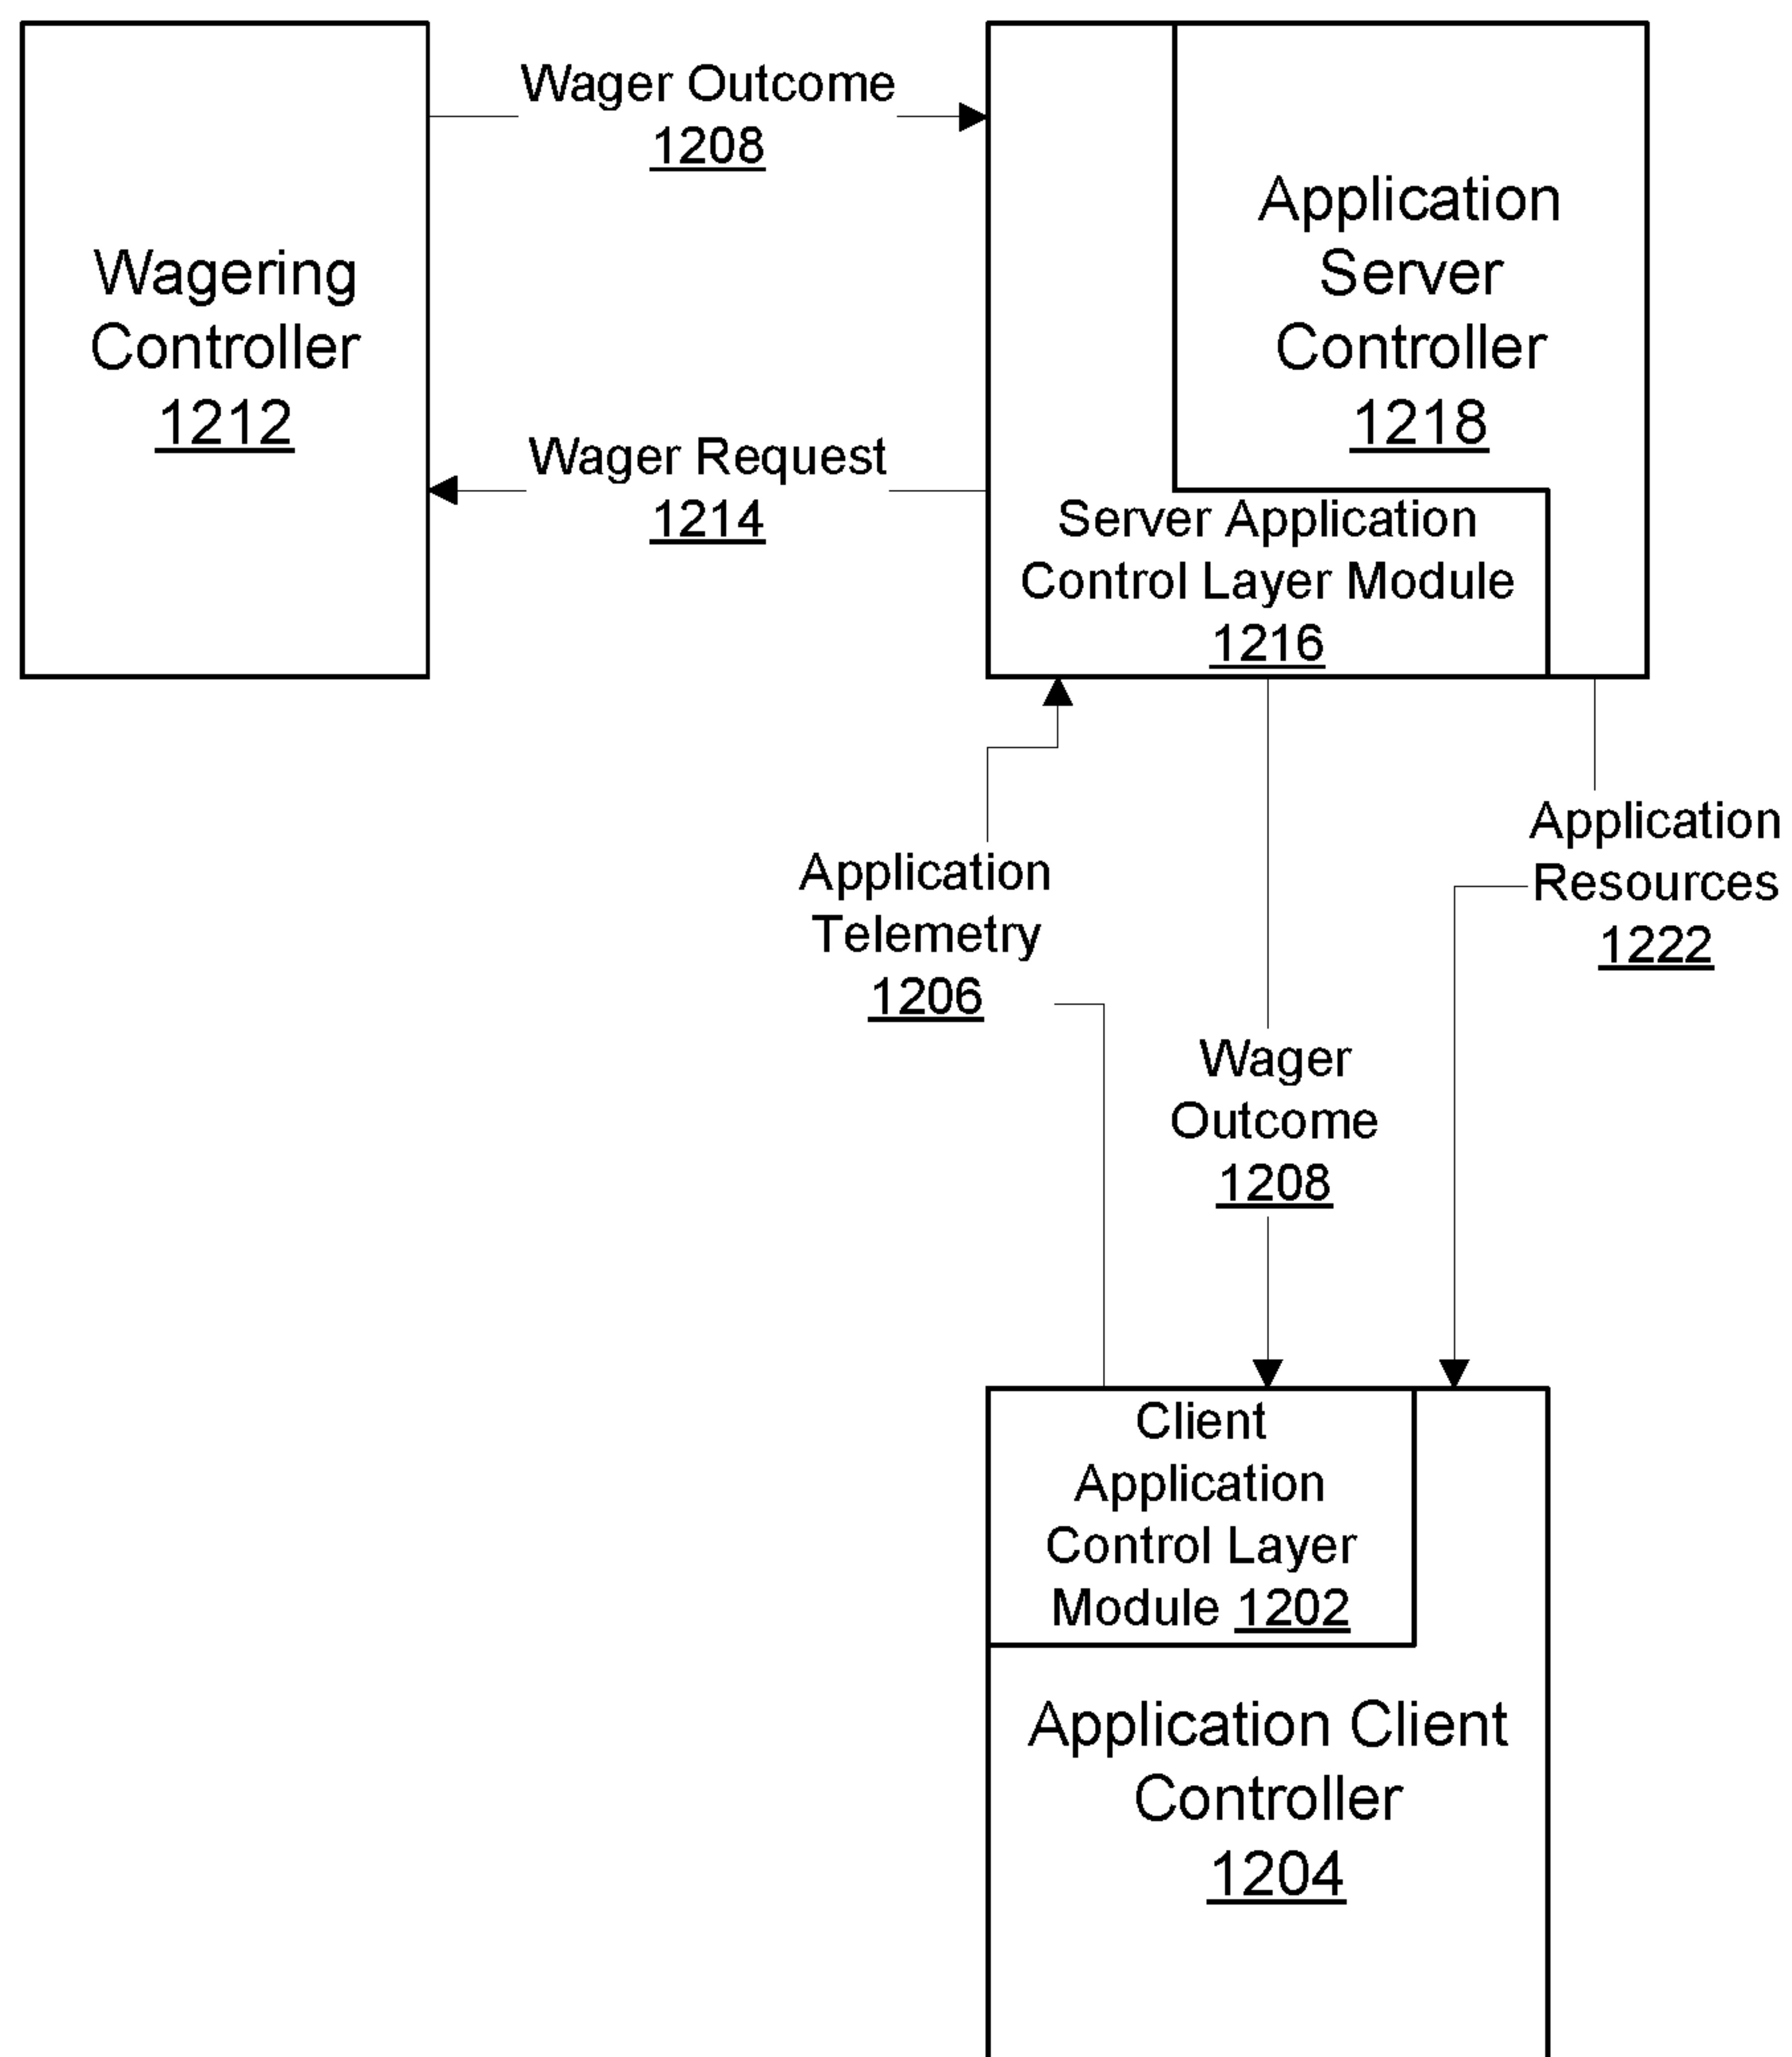 Wager Outcome
1208
Wagering
Controller
1212
Wager Request
1214
Application
Server
Controller
1218
Server Application
Control Layer Module
1216
Application
Telemetry
1206
Wager
Outcome
1208
Application
Resources
1222
Client
Application
Control Layer
Module 1202
Application Client
Controller
1204